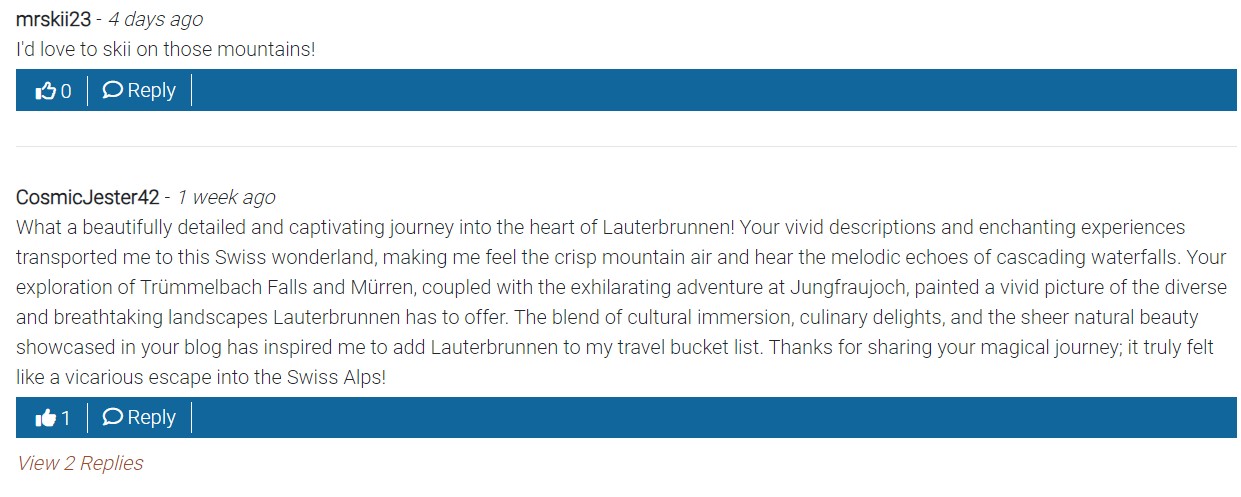 mrskii23 - 4 days ago
I'd love to skii on those mountains!
0 Reply
CosmicJester42 - 1 week ago
What a beautifully detailed and captivating journey into the heart of Lauterbrunnen! Your vivid descriptions and enchanting experiences
transported me to this Swiss wonderland, making me feel the crisp mountain air and hear the melodic echoes of cascading waterfalls. Your
exploration of Trümmelbach Falls and Mürren, coupled with the exhilarating adventure at Jungfraujoch, painted a vivid picture of the diverse
and breathtaking landscapes Lauterbrunnen has to offer. The blend of cultural immersion, culinary delights, and the sheer natural beauty
showcased in your blog has inspired me to add Lauterbrunnen to my travel bucket list. Thanks for sharing your magical journey; it truly felt
like a vicarious escape into the Swiss Alps!
1 Reply
View 2 Replies